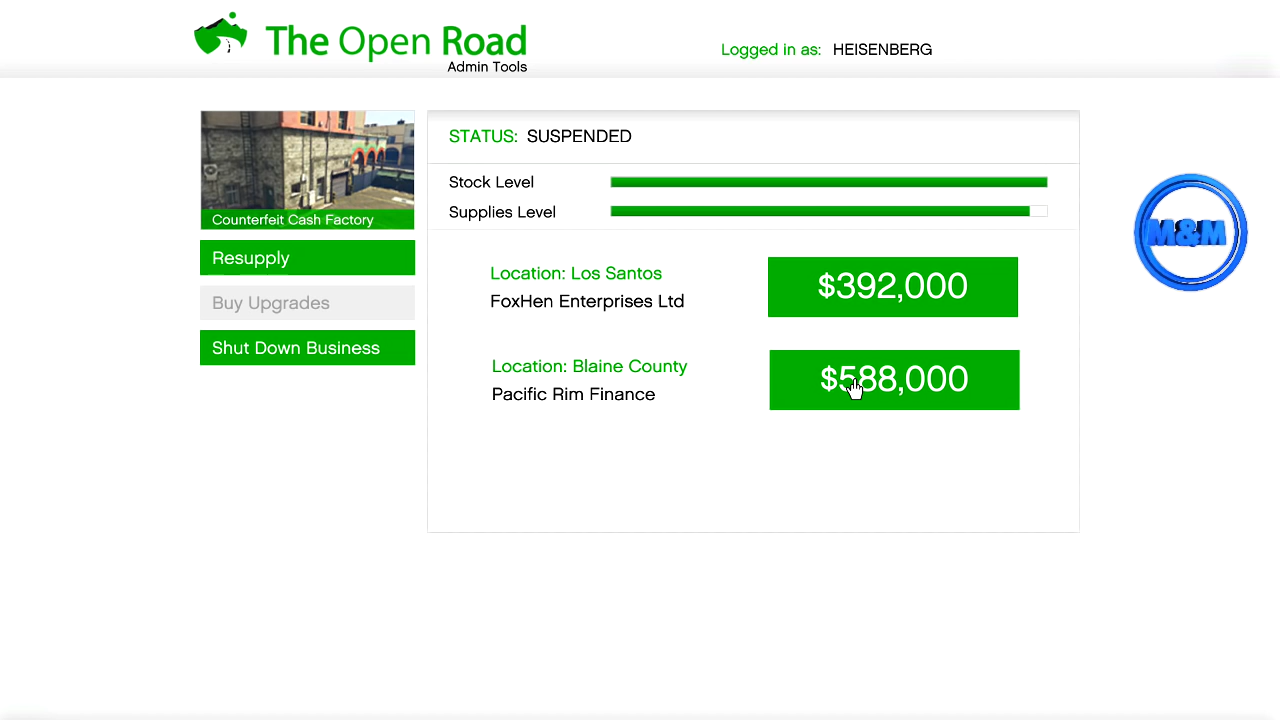 The Open Road
Admin Tools
Logged in as: HEISENBERG
Counterfeit Cash Factory
Resupply
Buy Upgrades
Shut Down Business
STATUS: SUSPENDED
Stock Level
Supplies Level
Location: Los Santos
FoxHen Enterprises Ltd
$392,000
Location: Blaine County
Pacific Rim Finance
$588,000
M&M